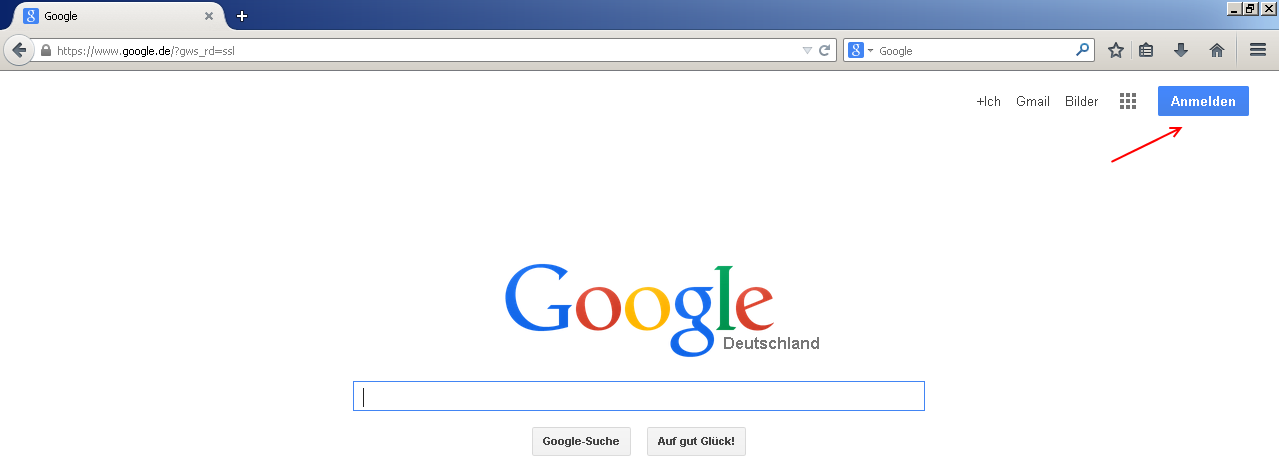 Google
https://www.google.de/?gws_rd=ssl
Google
+Ich Gmail Bilder Anmelden
Google
Deutschland
Google-Suche Auf gut Glück!